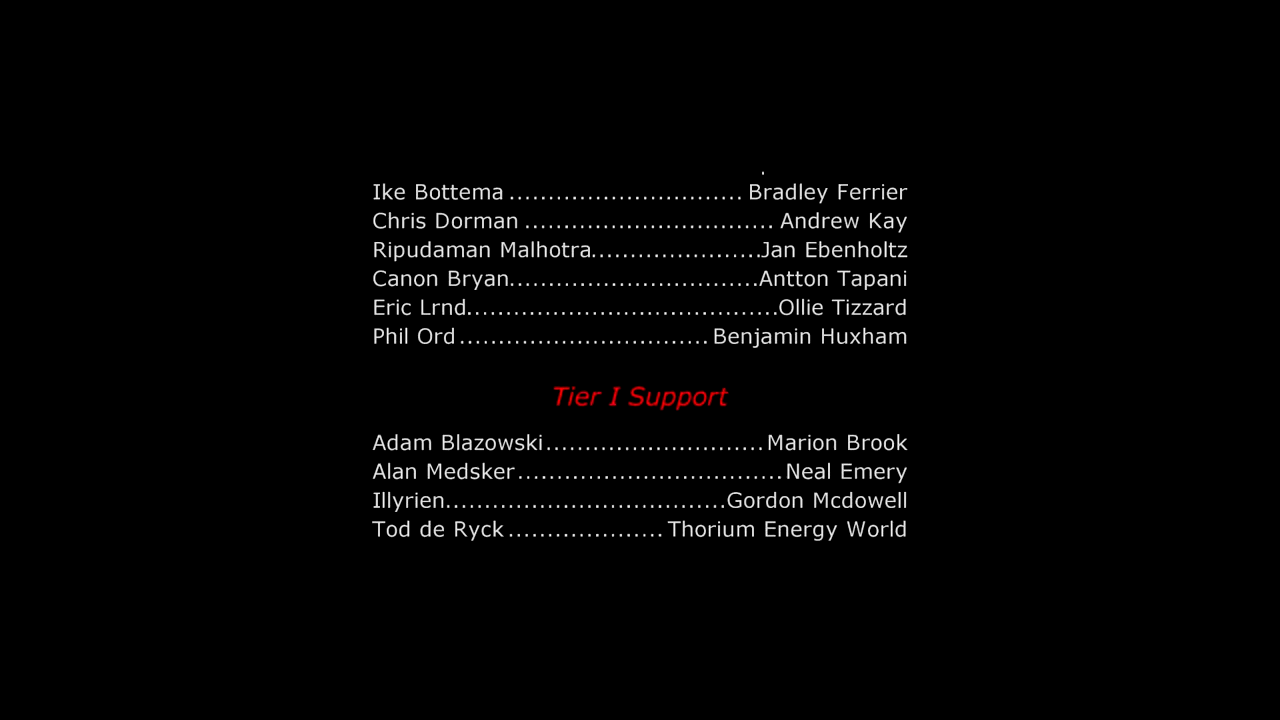 Ike Bottema .............................. Bradley Ferrier
Chris Dorman ................................ Andrew Kay
Ripudaman Malhotra......................Jan Ebenholtz
Canon Bryan................................Antton Tapani
Eric Lrnd........................................Ollie Tizzard
Phil Ord ................................ Benjamin Huxham
Tier I Support
Adam Blazowski............................Marion Brook
Alan Medsker..................................Neal Emery
Illyrien....................................Gordon Mcdowell
Tod de Ryck .................... Thorium Energy World